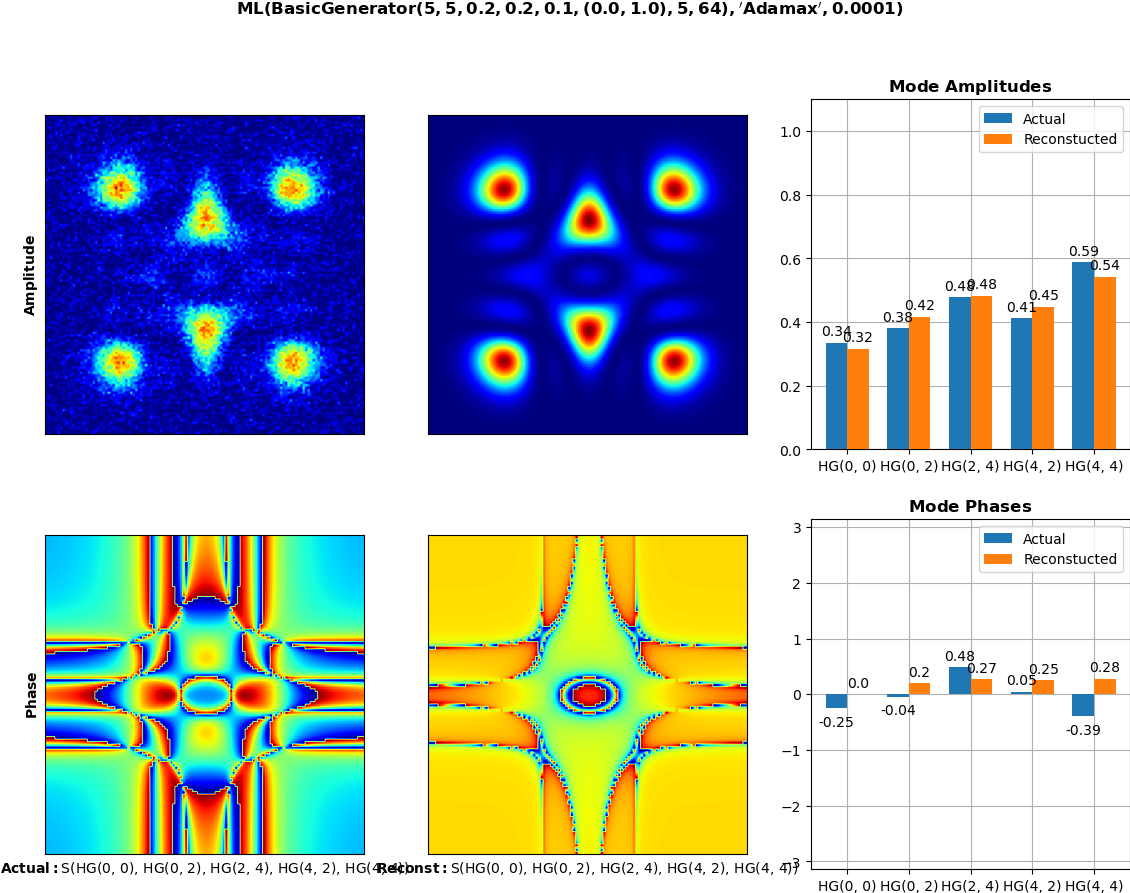 ML(BasicGenerator(5, 5, 0.2, 0.2, 0.1, (0.0, 1.0), 5, 64), 'Adamax', 0.0001)
Mode Amplitudes
Actual
Reconstucted
1.0
0.8
0.6
0.4
0.2
0.0
0.34
0.32
0.38
0.42
0.48
0.48
0.41
0.45
0.59
0.54
HG(0, 0) HG(0, 2) HG(2, 4) HG(4, 2) HG(4, 4)
Amplitude
Mode Phases
Actual
Reconstucted
3
2
1
0
−1
−2
−3
-0.25
0.0
-0.04
0.2
0.48
0.27
0.05
0.25
-0.39
0.28
HG(0, 0) HG(0, 2) HG(2, 4) HG(4, 2) HG(4, 4)
Phase
Actual: S(HG(0, 0), HG(0, 2), HG(2, 4), HG(4, 2), HG(4, 4))
Reconst: S(HG(0, 0), HG(0, 2), HG(2, 4), HG(4, 2), HG(4, 4))